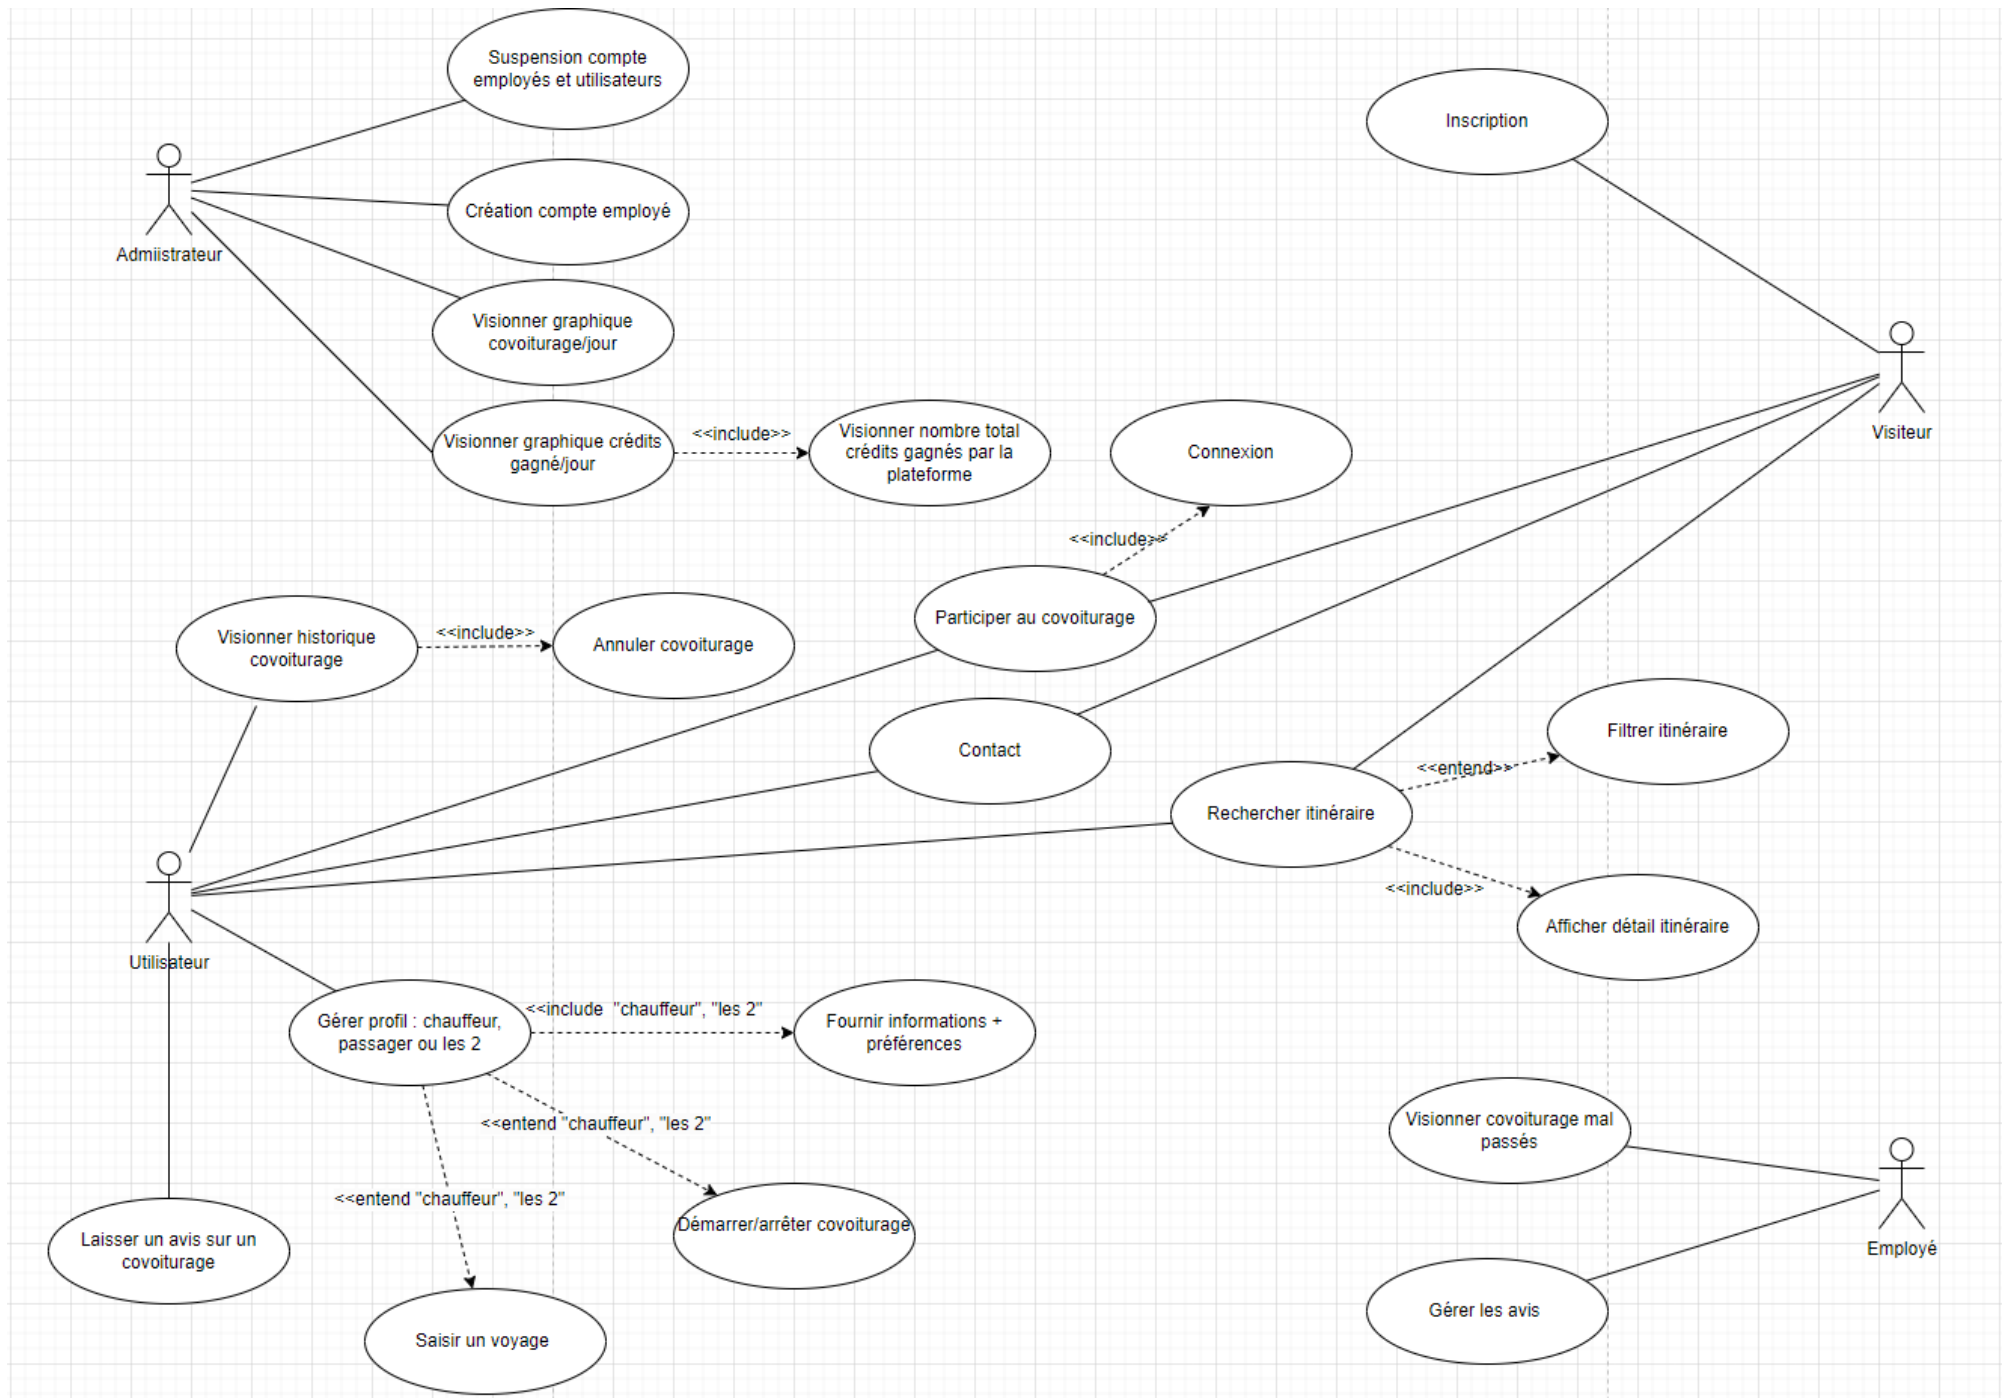 Suspension compte
employés et utilisateurs
Inscription
Admiistrateur
Création compte employé
Visionner graphique
covoiturage/jour
Visiteur
Visionner graphique crédits
gagné/jour
<<include>>
Visionner nombre total
crédits gagnés par la
plateforme
Connexion
<<include>>
Participer au covoiturage
Visionner historique
covoiturage
<<include>>
Annuler covoiturage
Contact
Filtrer itinéraire
<<entend>>
Rechercher itinéraire
<<include>>
Afficher détail itinéraire
Utilisateur
Gérer profil : chauffeur,
passager ou les 2
<<include "chauffeur", "les 2"
Fournir informations +
préférences
<<entend "chauffeur", "les 2"
Démarrer/arrêter covoiturage
<<entend "chauffeur", "les 2"
Saisir un voyage
Laisser un avis sur un
covoiturage
Visionner covoiturage mal
passés
Employé
Gérer les avis